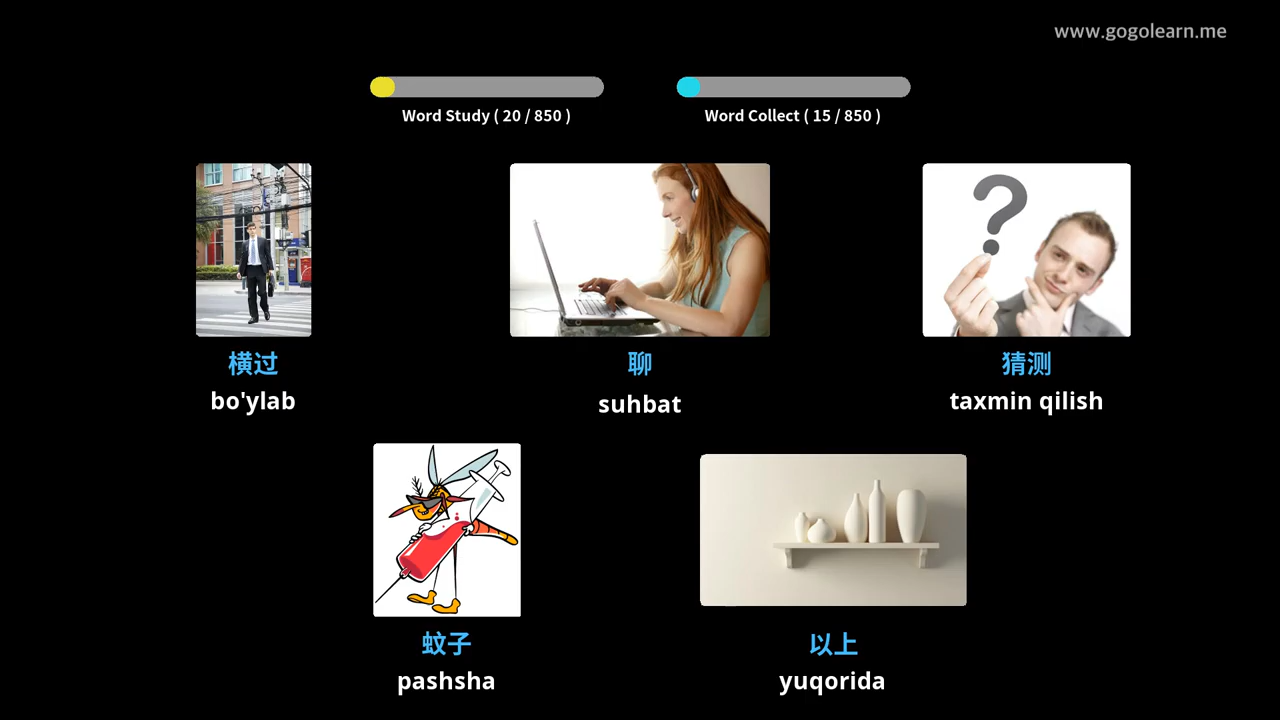 www.gogolearn.me
Word Study ( 20 / 850 )
Word Collect ( 15 / 850 )
横过
bo'ylab
聊
suhbat
猜测
taxmin qilish
蚊子
pashsha
以上
yuqorida